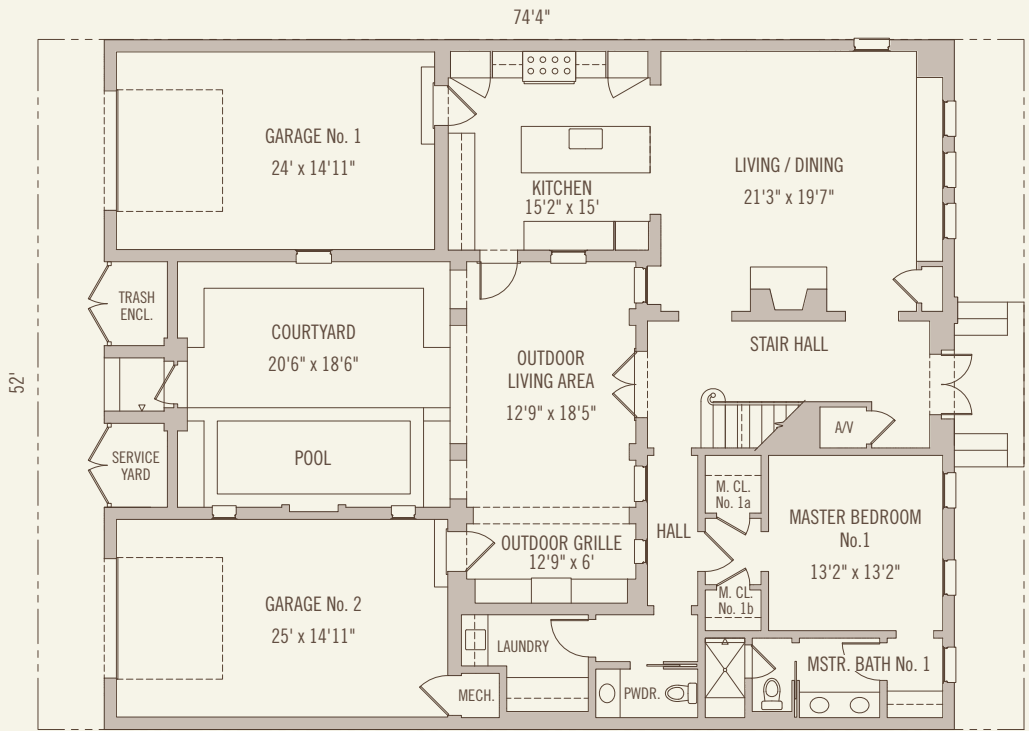 74'4"
GARAGE No. 1
24' x 14'11"
KITCHEN
15'2" x 15'
LIVING / DINING
21'3" x 19'7"
TRASH
ENCL.
COURTYARD
20'6" x 18'6"
OUTDOOR
LIVING AREA
12'9" x 18'5"
STAIR HALL
52'
A/V
SERVICE
YARD
POOL
M. CL.
No. 1a
HALL
MASTER BEDROOM
No.1
13'2" x 13'2"
OUTDOOR GRILLE
12'9" x 6'
M. CL.
No. 1b
GARAGE No. 2
25' x 14'11"
LAUNDRY
MECH.
PWDR.
MSTR. BATH No. 1